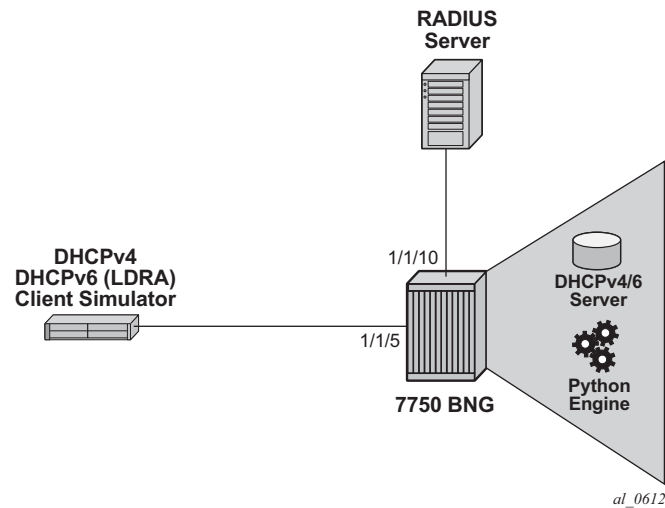 RADIUS
Server
1/1/10
DHCPv4
DHCPv6 (LDRA)
Client Simulator
1/1/5
7750 BNG
DHCPv4/6
Server
Python
Engine
al_0612